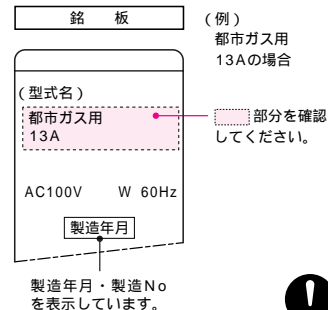 銘 板
(例)
都市ガス用
13Aの場合
(型式名)
都市ガス用
13A
部分を確認
してください。
AC100V W 60Hz
製造年月
製造年月・製造No
を表示しています。